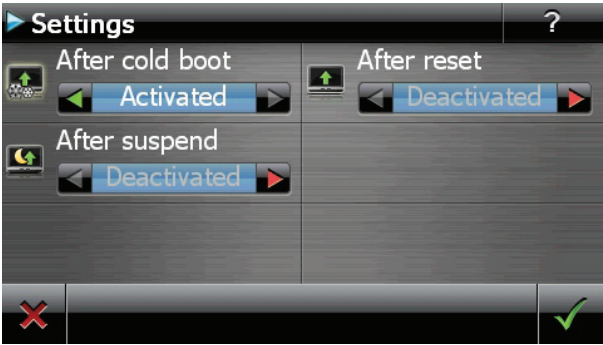 Settings ?
After cold boot
Activated
After reset
Deactivated
After suspend
Deactivated